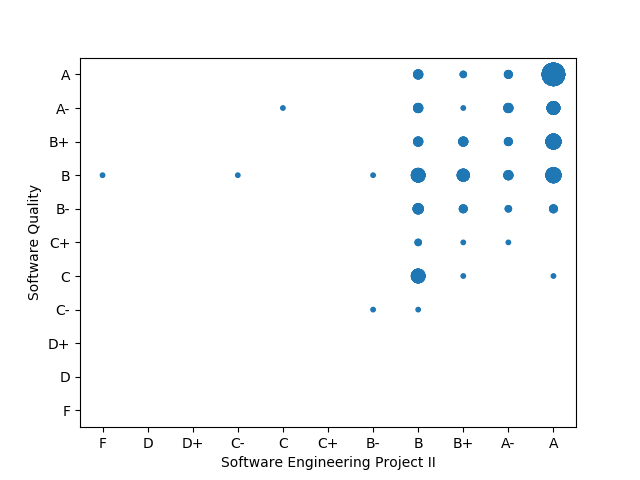 A
A-
B+
B
B-
C+
C
C-
D+
D
F
Software Quality
F D D+ C- C C+ B- B B+ A- A
Software Engineering Project II